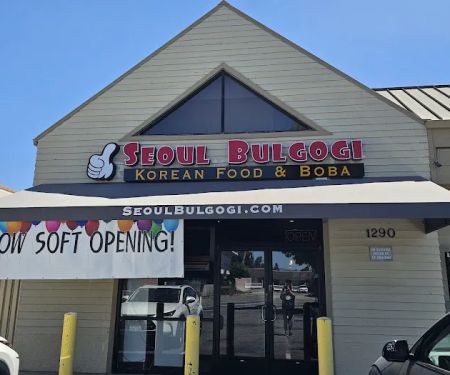 Seoul Bulgogi
Korean Food & Boba
SeoulBulgogi.com
OW SOFT OPENING!
OPEN
1290